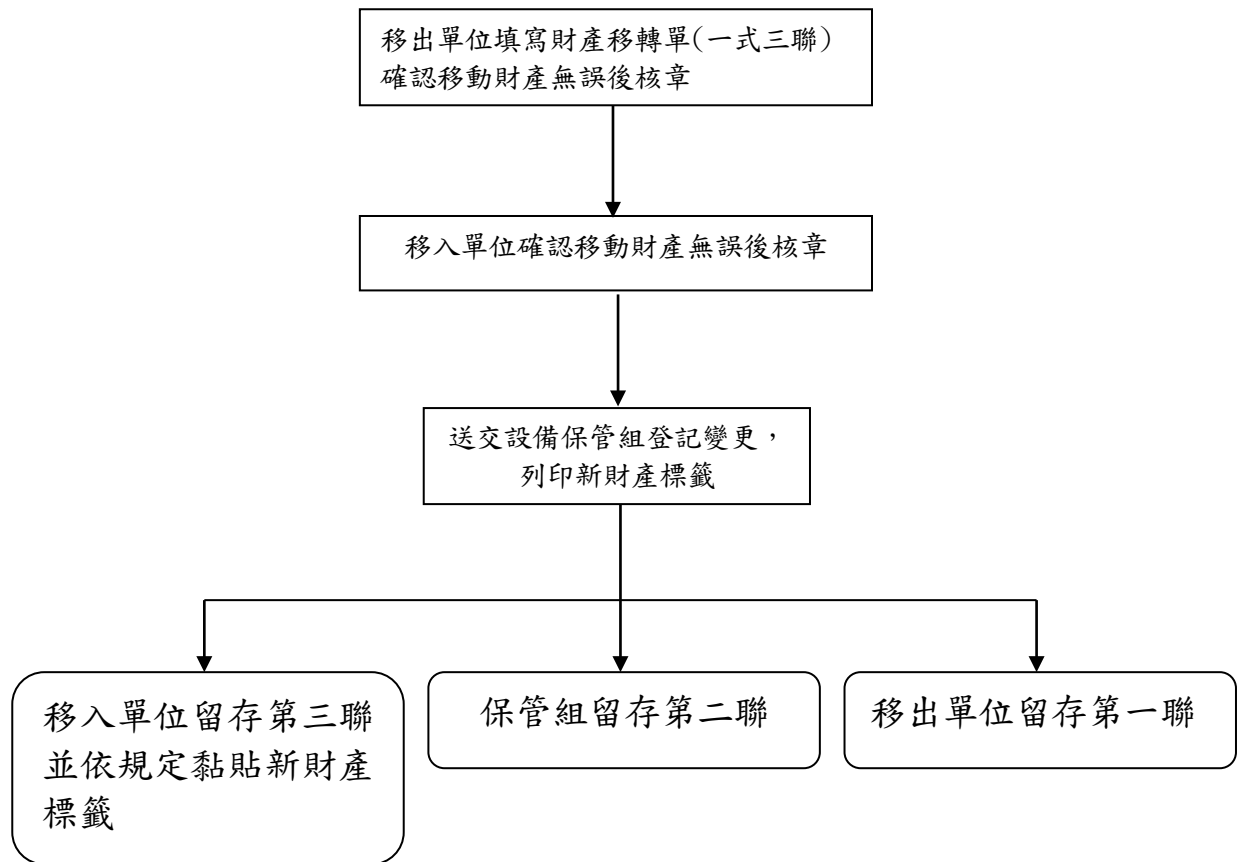 移出單位填寫財產移轉單(一式三聯)
確認移動財產無誤後核章
移入單位確認移動財產無誤後核章
送交設備保管組登記變更，
列印新財產標籤
移入單位留存第三聯
並依規定黏貼新財產
標籤
保管組留存第二聯
移出單位留存第一聯